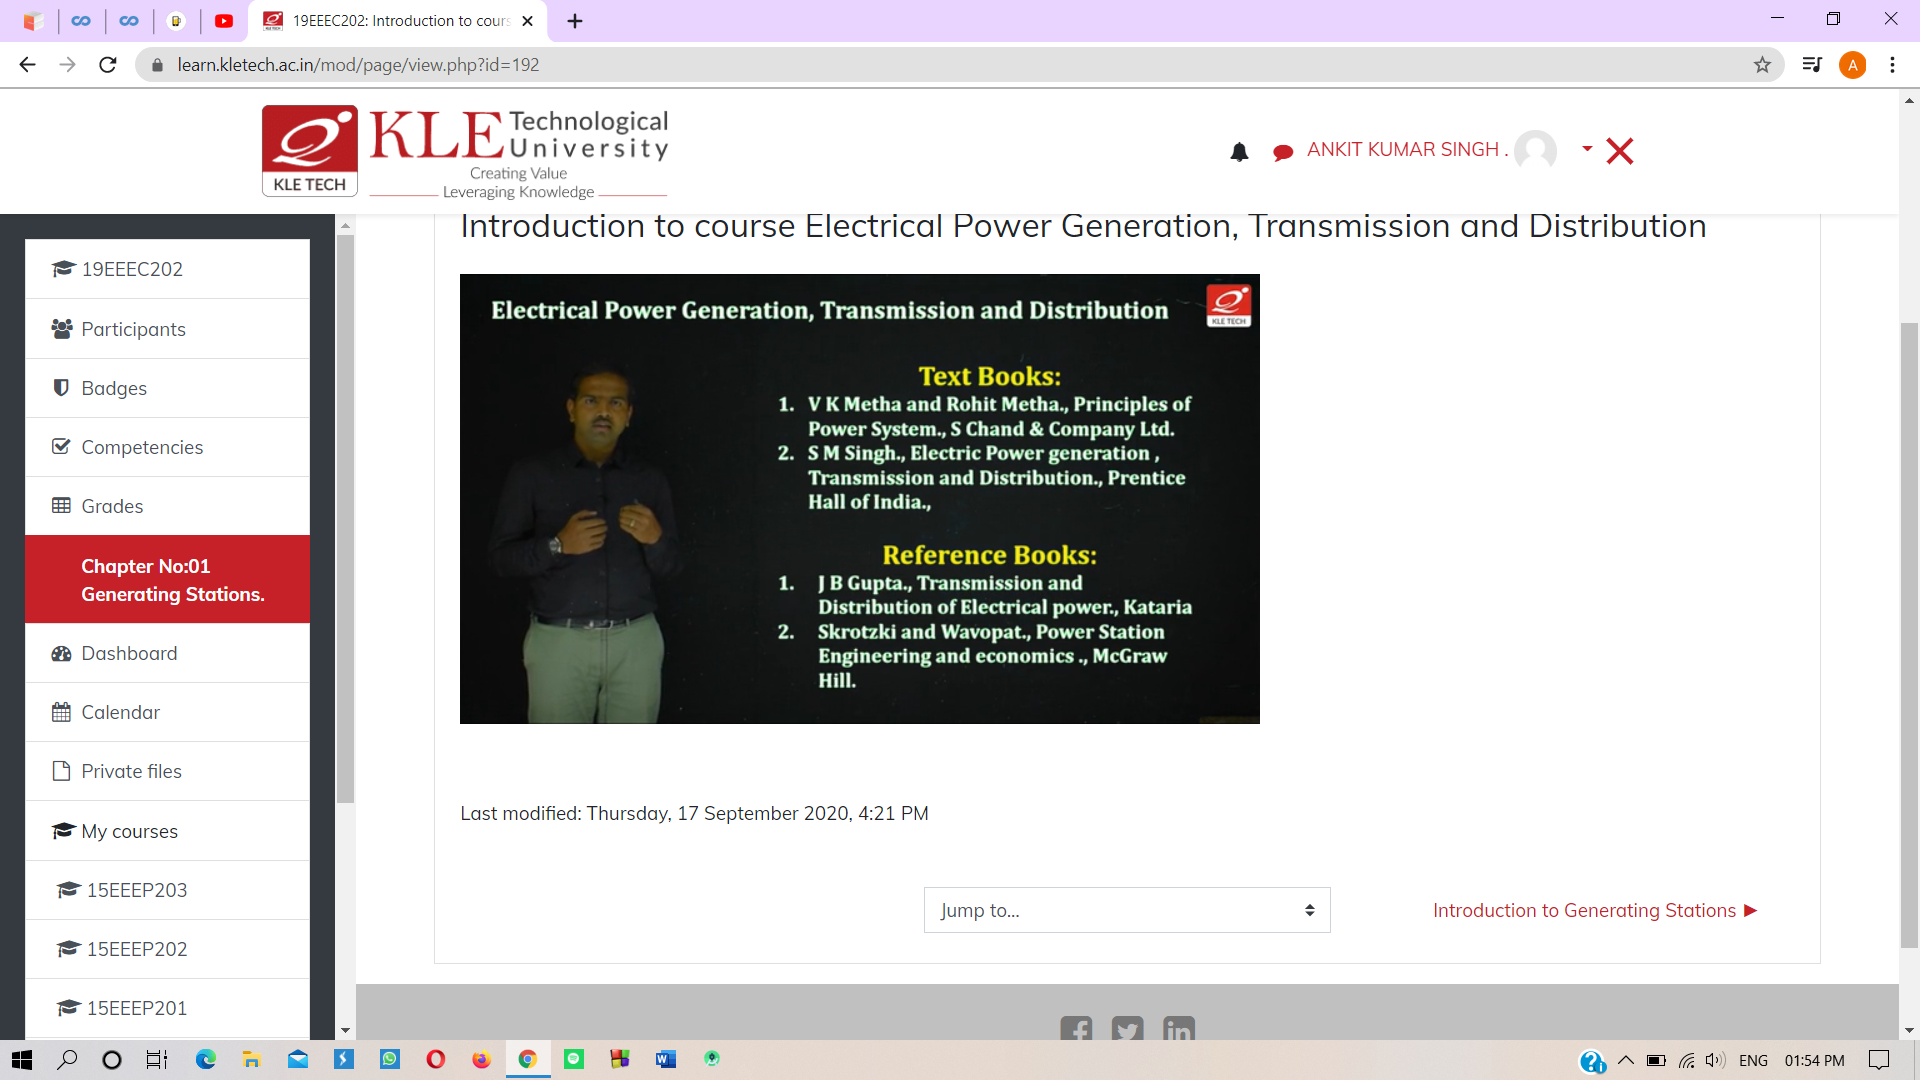 19EEEC202: Introduction to cours
learn.kletech.ac.in/mod/page/view.php?id=192
A
KLE TECH
KLE Technological University
Creating Value
Leveraging Knowledge
ANKIT KUMAR SINGH .
19EEEC202
Participants
Badges
Competencies
Grades
Chapter No:01
Generating Stations.
Dashboard
Calendar
Private files
My courses
15EEEP203
15EEEP202
15EEEP201
Introduction to course Electrical Power Generation, Transmission and Distribution
Electrical Power Generation, Transmission and Distribution
KLE TECH
Text Books:
1. V K Metha and Rohit Metha., Principles of
Power System., S Chand & Company Ltd.
2. S M Singh., Electric Power generation ,
Transmission and Distribution., Prentice
Hall of India.,
Reference Books:
1. J B Gupta., Transmission and
Distribution of Electrical power., Kataria
2. Skrotzki and Wavopat., Power Station
Engineering and economics ., McGraw
Hill.
Last modified: Thursday, 17 September 2020, 4:21 PM
Jump to...
Introduction to Generating Stations ►
ENG
01:54 PM